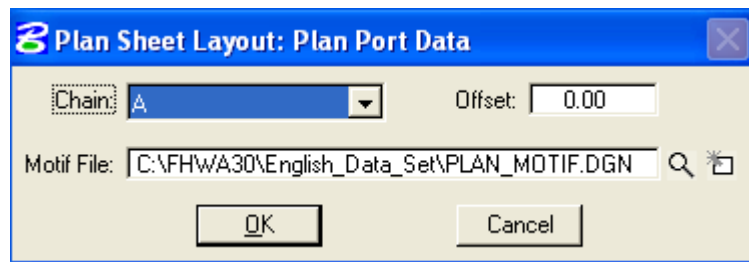 Plan Sheet Layout: Plan Port Data
Chain: A Offset: 0.00
Motif File: C:\FHWA30\English_Data_Set\PLAN_MOTIF.DGN
OK Cancel